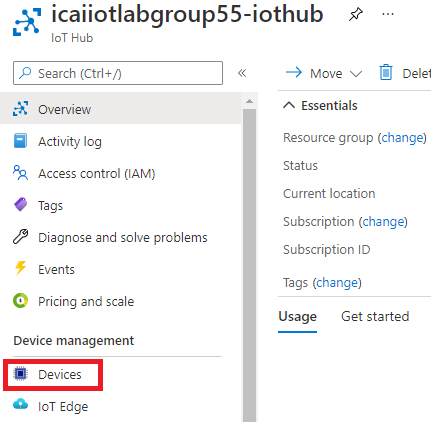 icaiiotlabgroup55-iothub
IoT Hub
Search (Ctrl+/)
Overview
Activity log
Access control (IAM)
Tags
Diagnose and solve problems
Events
Pricing and scale
Device management
Devices
IoT Edge
Move
Delet
Essentials
Resource group (change)
Status
Current location
Subscription (change)
Subscription ID
Tags (change)
Usage Get started